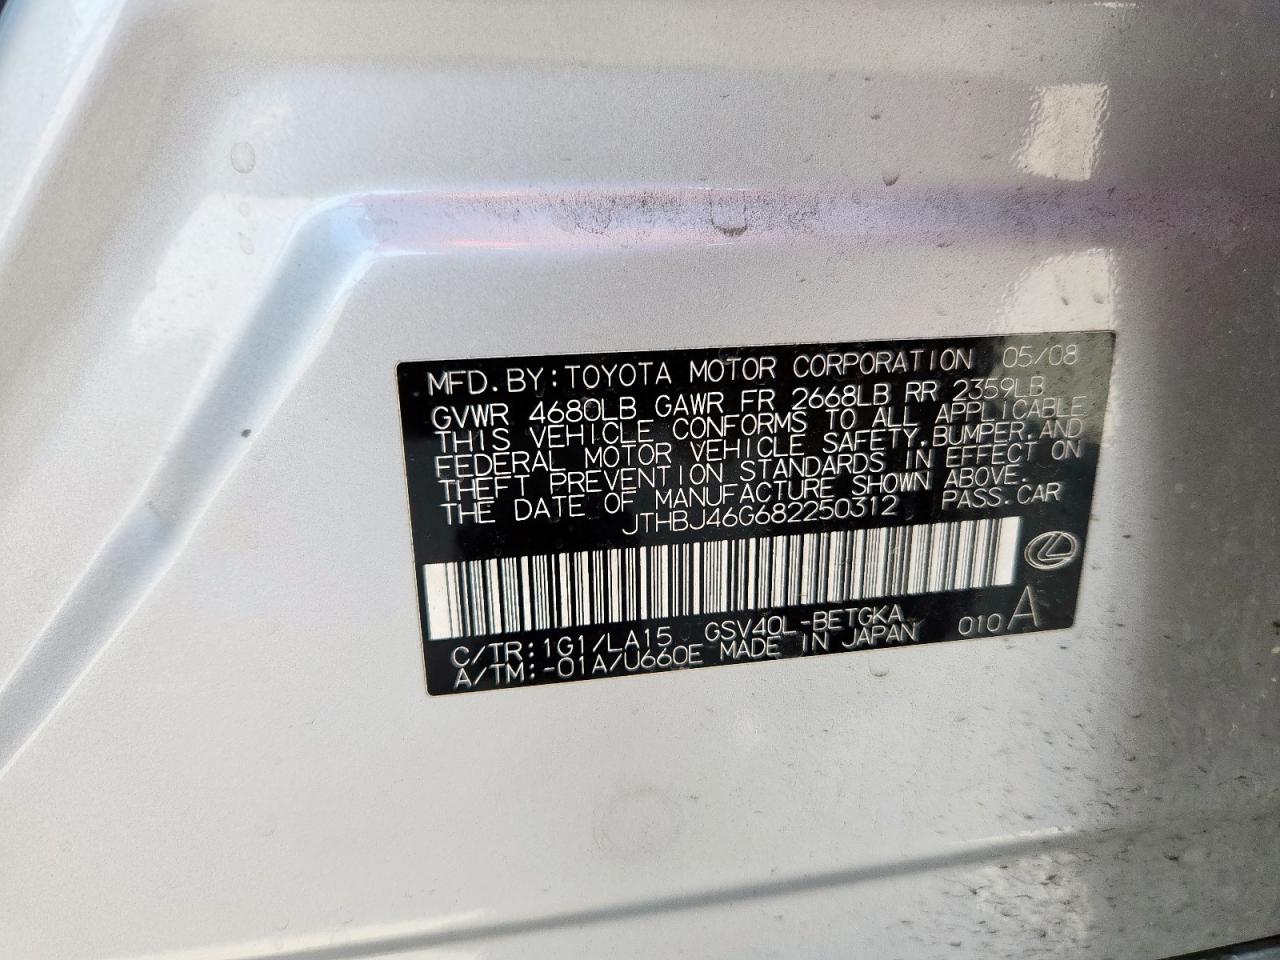 MFD. BY: TOYOTA MOTOR CORPORATION 05/08
GVWR 4680LB GAWR FR 2668LB RR 2359LB
THIS VEHICLE CONFORMS TO ALL APPLICABLE
FEDERAL MOTOR VEHICLE SAFETY, BUMPER, AND
THEFT PREVENTION STANDARDS IN EFFECT ON
THE DATE OF MANUFACTURE SHOWN ABOVE.
JTHBJ46G682250312 PASS. CAR
C/TR: 1G1/LA15 GSV40L-BETGKA
A/TM: -01A/U660E MADE IN JAPAN 010 A